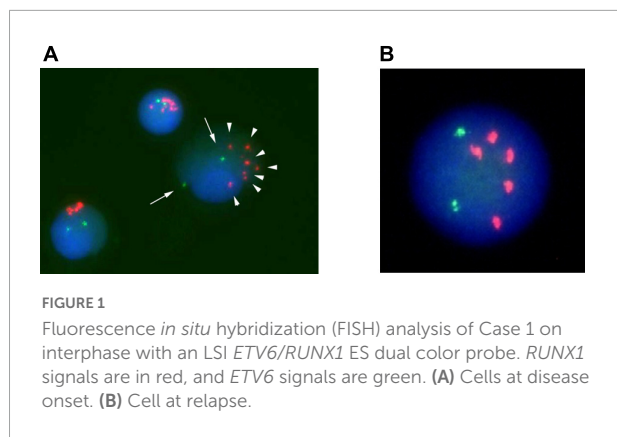 A
B
FIGURE 1
Fluorescence in situ hybridization (FISH) analysis of Case 1 on
interphase with an LSI ETV6/RUNX1 ES dual color probe. RUNX1
signals are in red, and ETV6 signals are green. (A) Cells at disease
onset. (B) Cell at relapse.